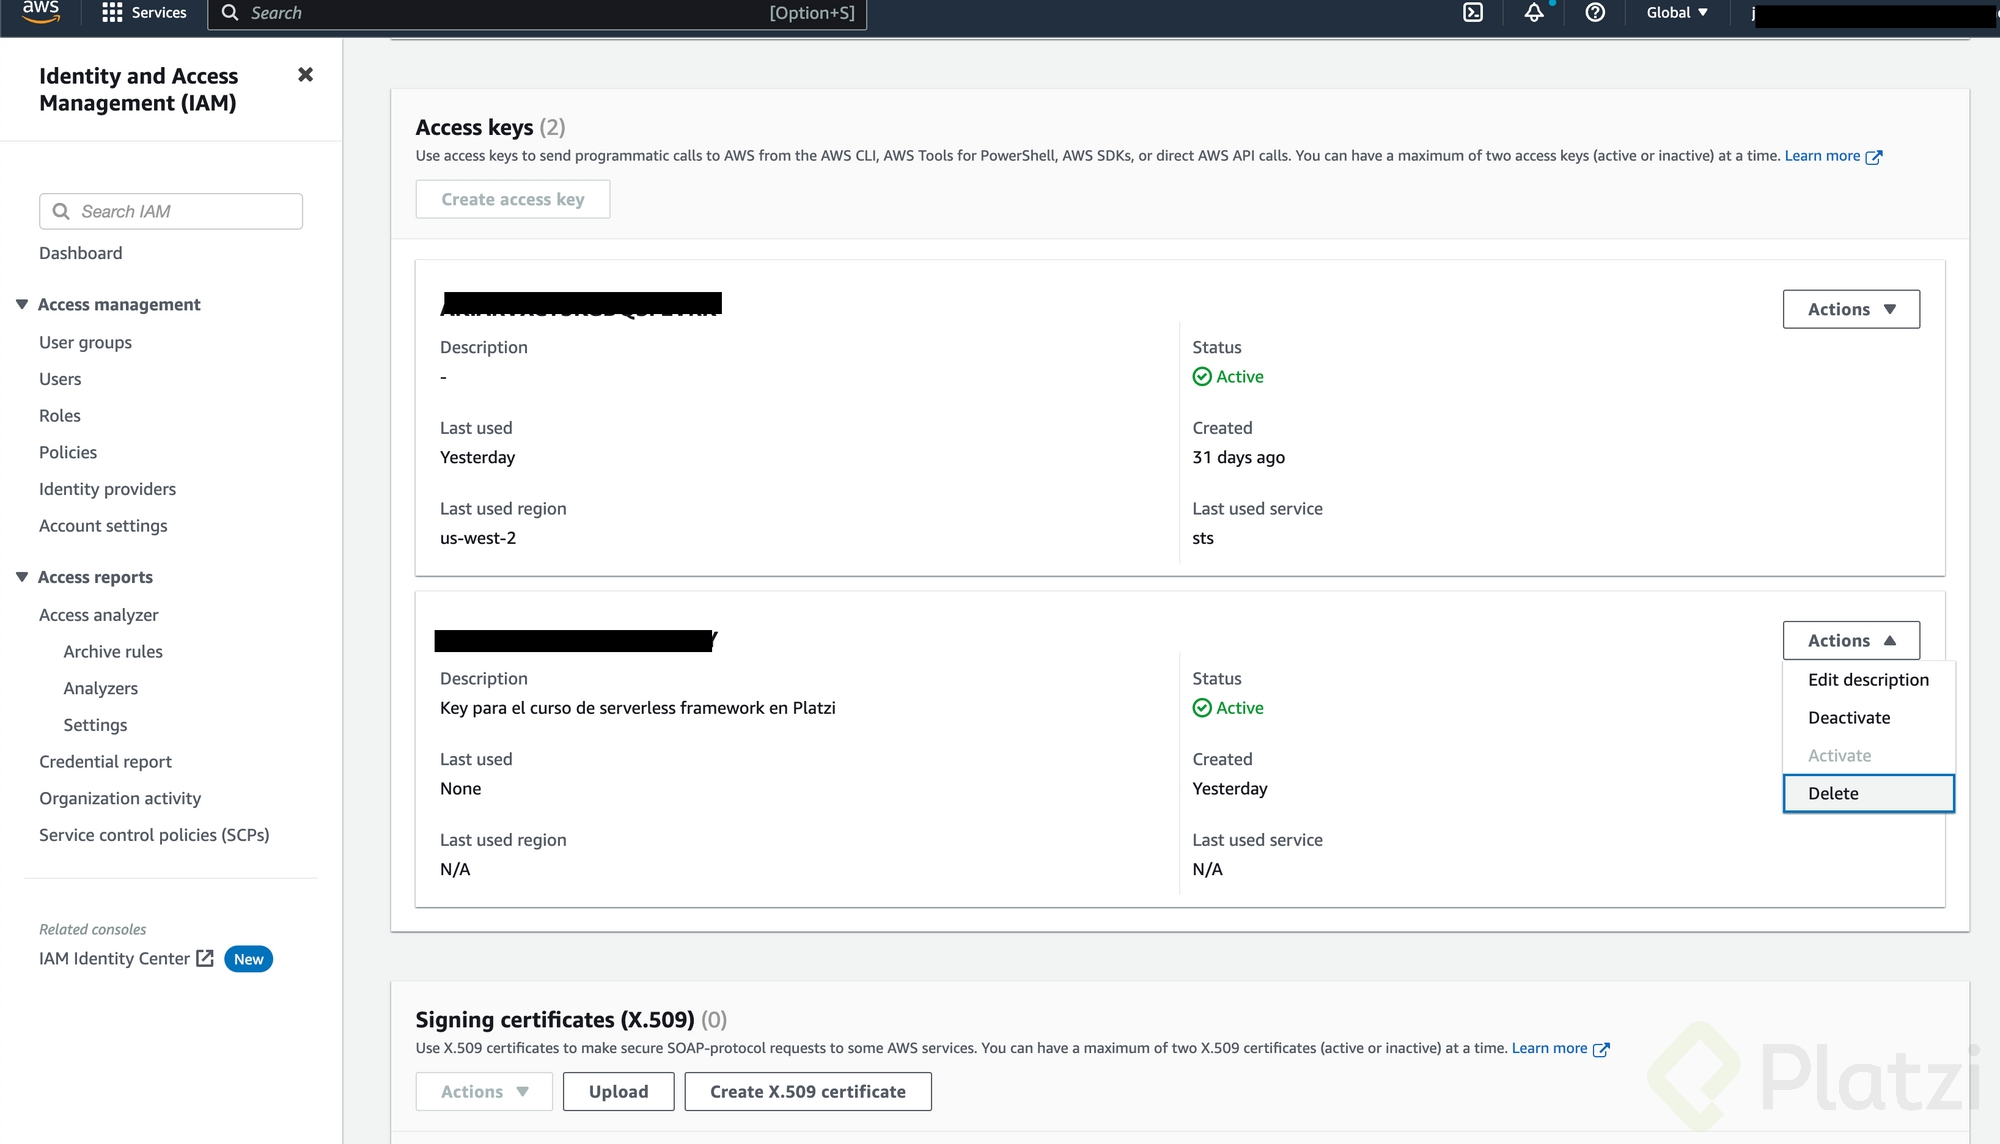 aws
Services
Search [Option+S]
Global
j
Identity and Access
Management (IAM)
Search IAM
Dashboard
Access management
User groups
Users
Roles
Policies
Identity providers
Account settings
Access reports
Access analyzer
Archive rules
Analyzers
Settings
Credential report
Organization activity
Service control policies (SCPs)
Related consoles
IAM Identity Center New
Access keys (2)
Use access keys to send programmatic calls to AWS from the AWS CLI, AWS Tools for PowerShell, AWS SDKs, or direct AWS API calls. You can have a maximum of two access keys (active or inactive) at a time. Learn more
Create access key
Actions
Description
-
Status
Active
Last used
Yesterday
Created
31 days ago
Last used region
us-west-2
Last used service
sts
Actions
Edit description
Deactivate
Activate
Delete
Description
Key para el curso de serverless framework en Platzi
Status
Active
Last used
None
Created
Yesterday
Last used region
N/A
Last used service
N/A
Signing certificates (X.509) (0)
Use X.509 certificates to make secure SOAP-protocol requests to some AWS services. You can have a maximum of two X.509 certificates (active or inactive) at a time. Learn more
Actions
Upload
Create X.509 certificate
Platzi